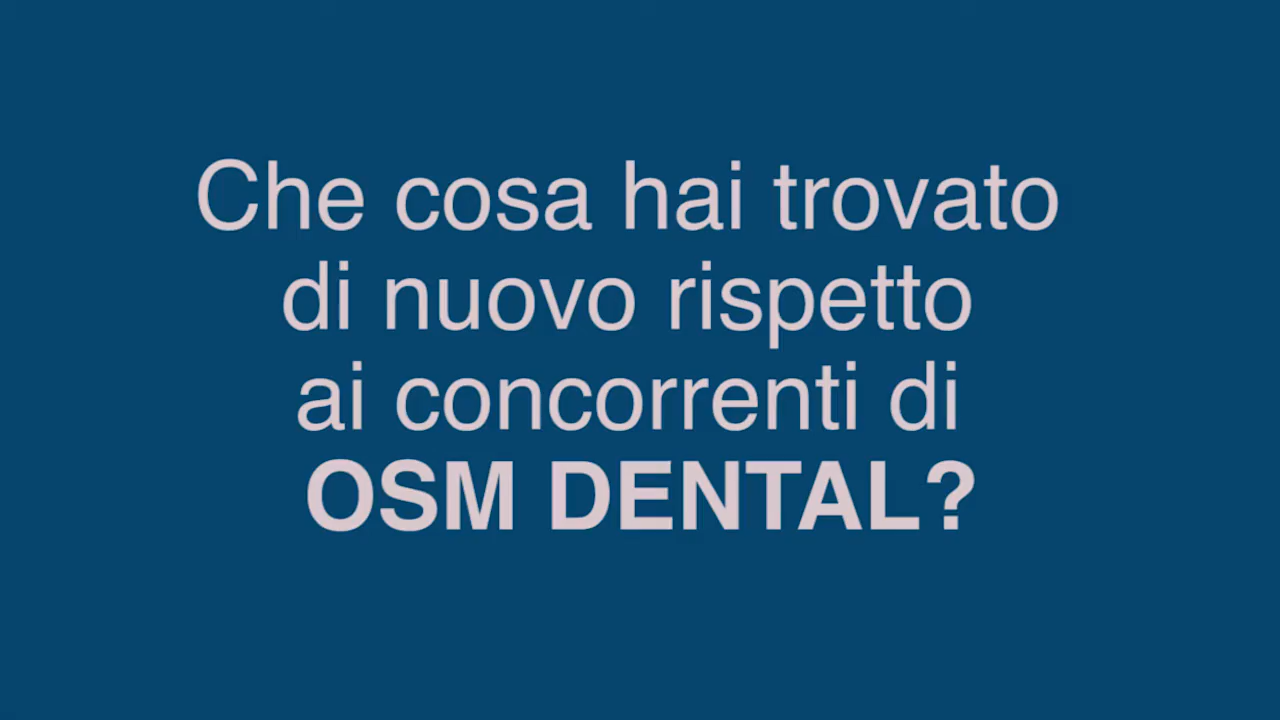 Che cosa hai trovato
di nuovo rispetto
ai concorrenti di
OSM DENTAL?